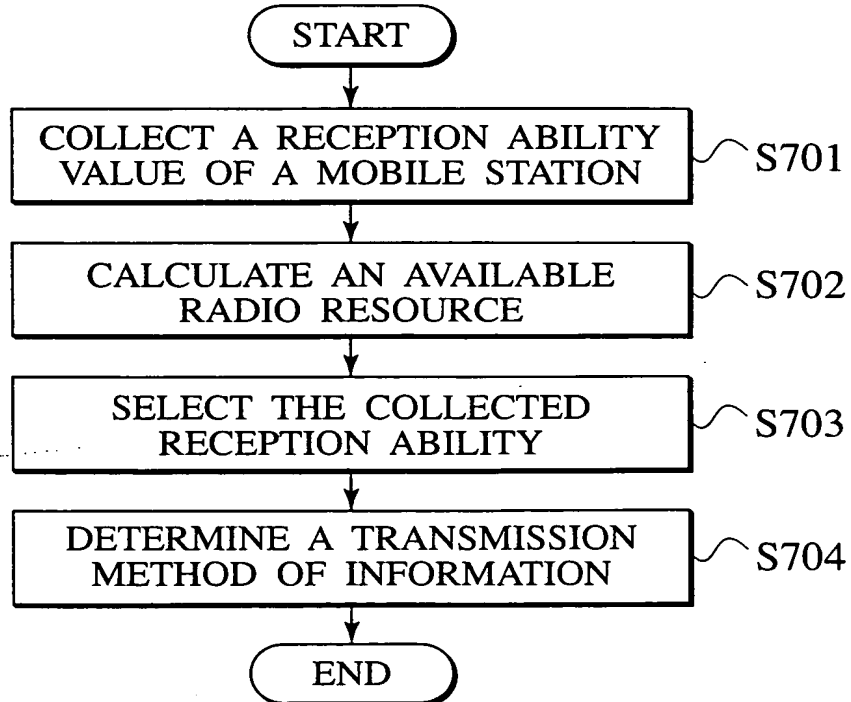 START
COLLECT A RECEPTION ABILITY
VALUE OF A MOBILE STATION
S701
CALCULATE AN AVAILABLE
RADIO RESOURCE
S702
SELECT THE COLLECTED
RECEPTION ABILITY
S703
DETERMINE A TRANSMISSION
METHOD OF INFORMATION
S704
END